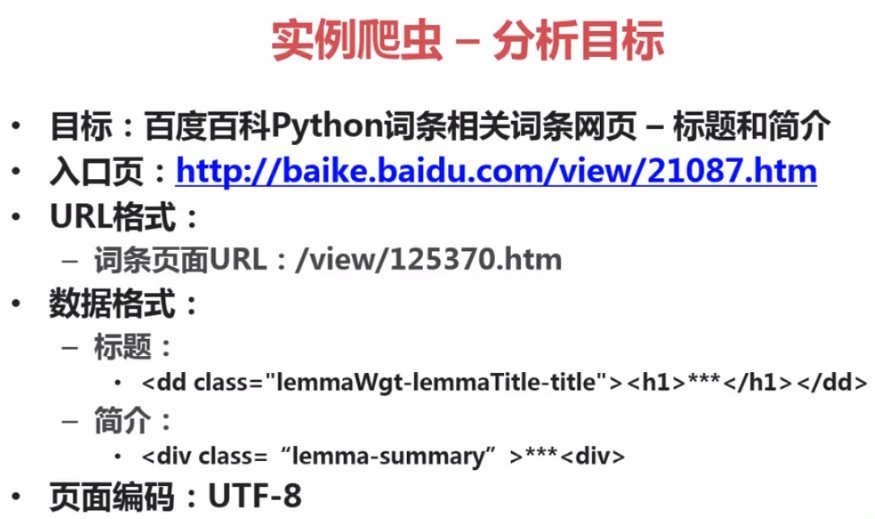 实例爬虫 – 分析目标
• 目标：百度百科Python词条相关词条网页 – 标题和简介
• 入口页：http://baike.baidu.com/view/21087.htm
• URL格式：
– 词条页面URL：/view/125370.htm
• 数据格式：
– 标题：
• <dd class="lemmaWgt-lemmaTitle-title"><h1>***</h1></dd>
– 简介：
• <div class= “lemma-summary” >***<div>
• 页面编码：UTF-8